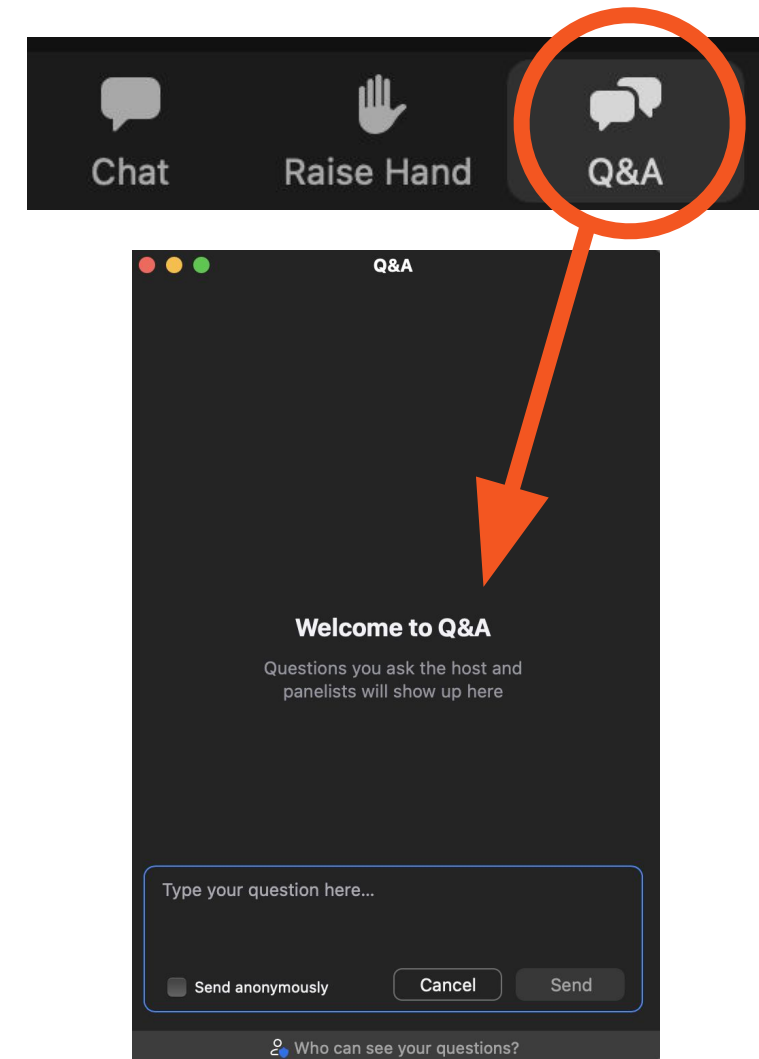 Chat
Raise Hand
Q&A
Q&A
Welcome to Q&A
Questions you ask the host and
panelists will show up here
Type your question here...
Send anonymously
Cancel
Send
Who can see your questions?